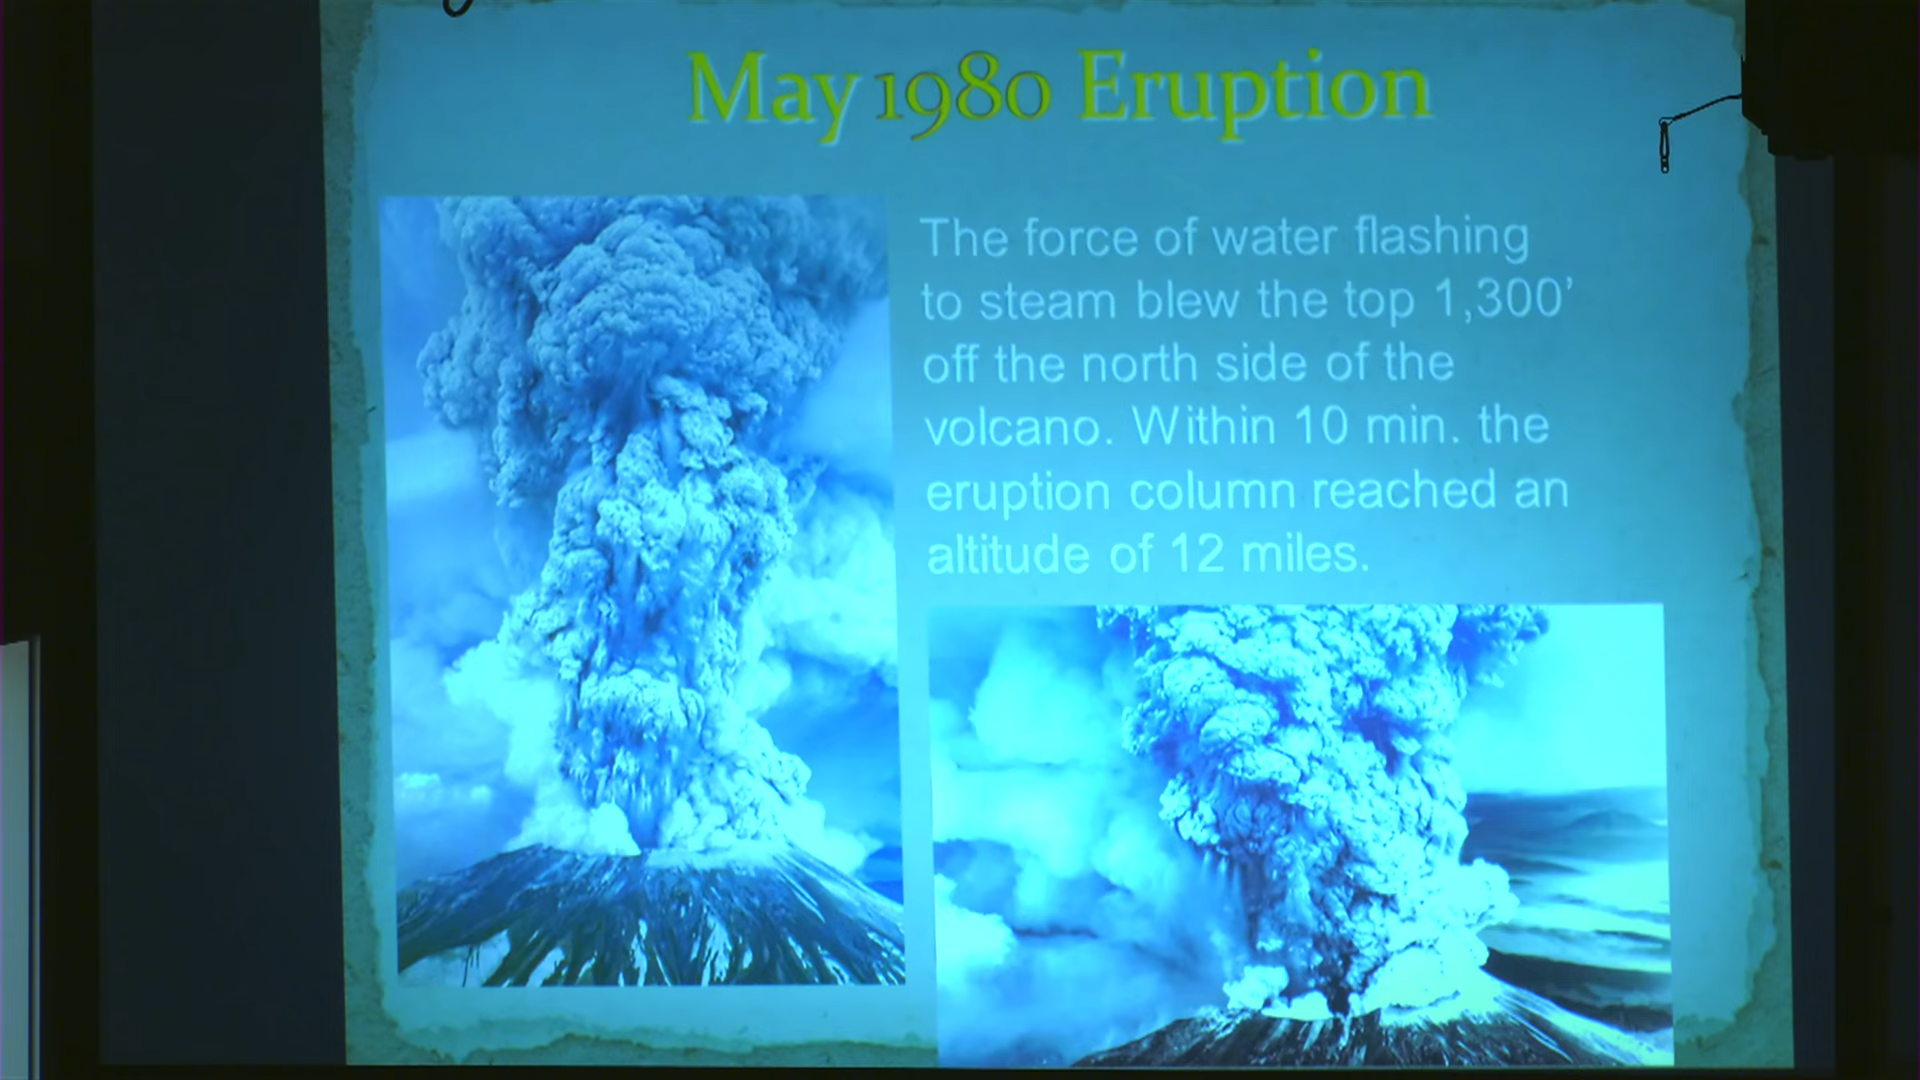 May 1980 Eruption
The force of water flashing
to steam blew the top 1,300’
off the north side of the
volcano. Within 10 min. the
eruption column reached an
altitude of 12 miles.